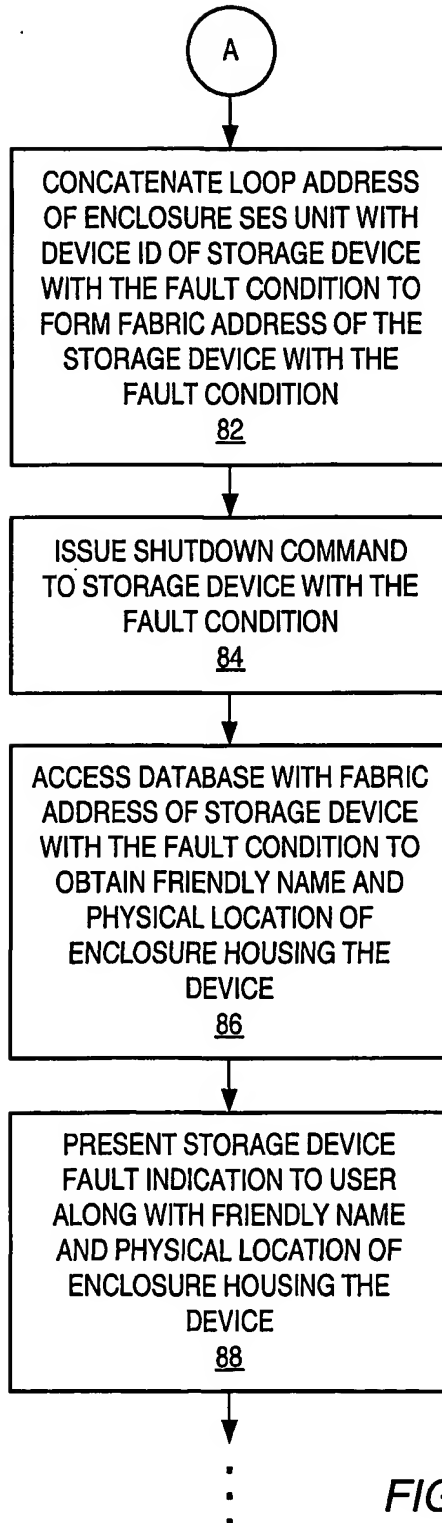 A
CONCATENATE LOOP ADDRESS
OF ENCLOSURE SES UNIT WITH
DEVICE ID OF STORAGE DEVICE
WITH THE FAULT CONDITION TO
FORM FABRIC ADDRESS OF THE
STORAGE DEVICE WITH THE
FAULT CONDITION
82
ISSUE SHUTDOWN COMMAND
TO STORAGE DEVICE WITH THE
FAULT CONDITION
84
ACCESS DATABASE WITH FABRIC
ADDRESS OF STORAGE DEVICE
WITH THE FAULT CONDITION TO
OBTAIN FRIENDLY NAME AND
PHYSICAL LOCATION OF
ENCLOSURE HOUSING THE
DEVICE
86
PRESENT STORAGE DEVICE
FAULT INDICATION TO USER
ALONG WITH FRIENDLY NAME
AND PHYSICAL LOCATION OF
ENCLOSURE HOUSING THE
DEVICE
88
FIG